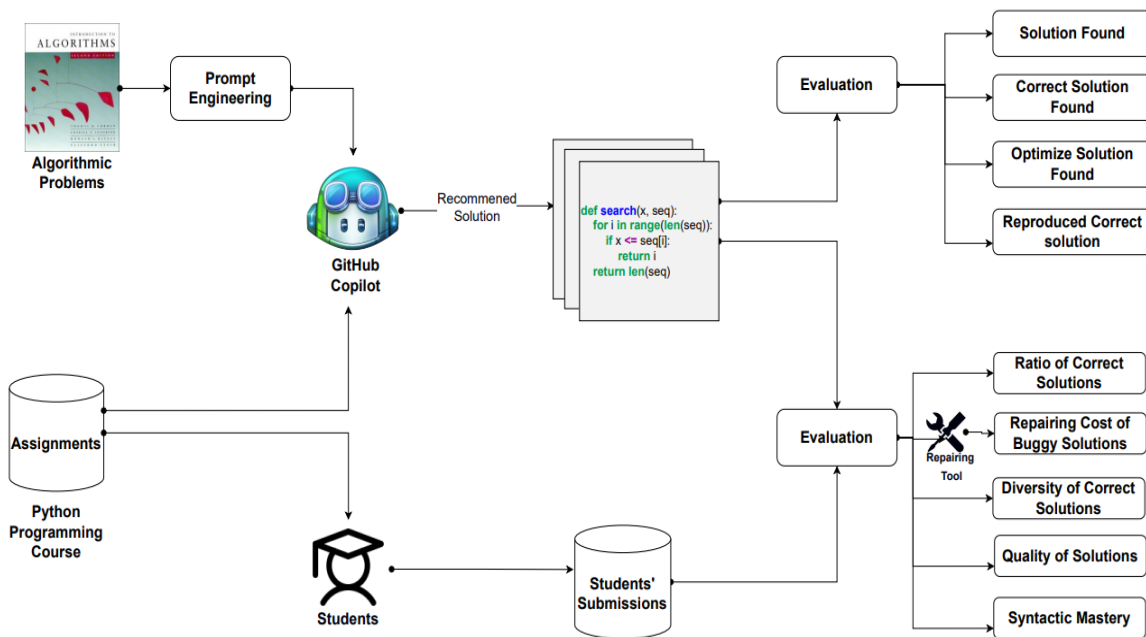 INTRODUCTION TO
ALGORITHMS
SECOND EDITION
Algorithmic
Problems
Prompt
Engineering
GitHub
Copilot
Recommened
Solution
def search(x, seq):
for i in range(len(seq)):
if x <= seq[i]:
return i
return len(seq)
Evaluation
Solution Found
Correct Solution
Found
Optimize Solution
Found
Reproduced Correct
solution
Assignments
Python
Programming
Course
Students
Students'
Submissions
Evaluation
Repairing
Tool
Ratio of Correct
Solutions
Repairing Cost of
Buggy Solutions
Diversity of Correct
Solutions
Quality of Solutions
Syntactic Mastery